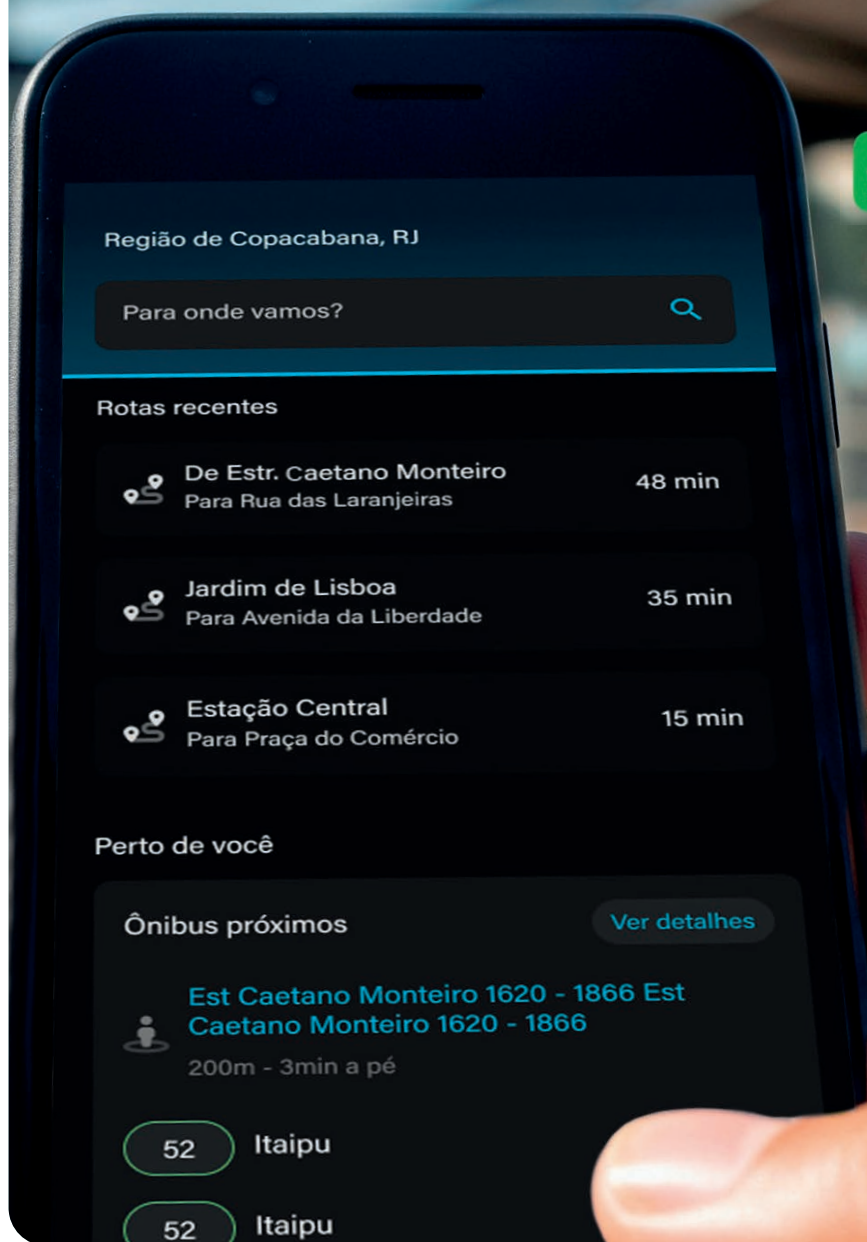 Região de Copacabana, RJ
Para onde vamos?
Rotas recentes
De Estr. Caetano Monteiro
Para Rua das Laranjeiras
48 min
Jardim de Lisboa
Para Avenida da Liberdade
35 min
Estação Central
Para Praça do Comércio
15 min
Perto de você
Ônibus próximos
Ver detalhes
Est Caetano Monteiro 1620 - 1866 Est
Caetano Monteiro 1620 - 1866
200m - 3min a pé
52 Itaipu
52 Itaipu